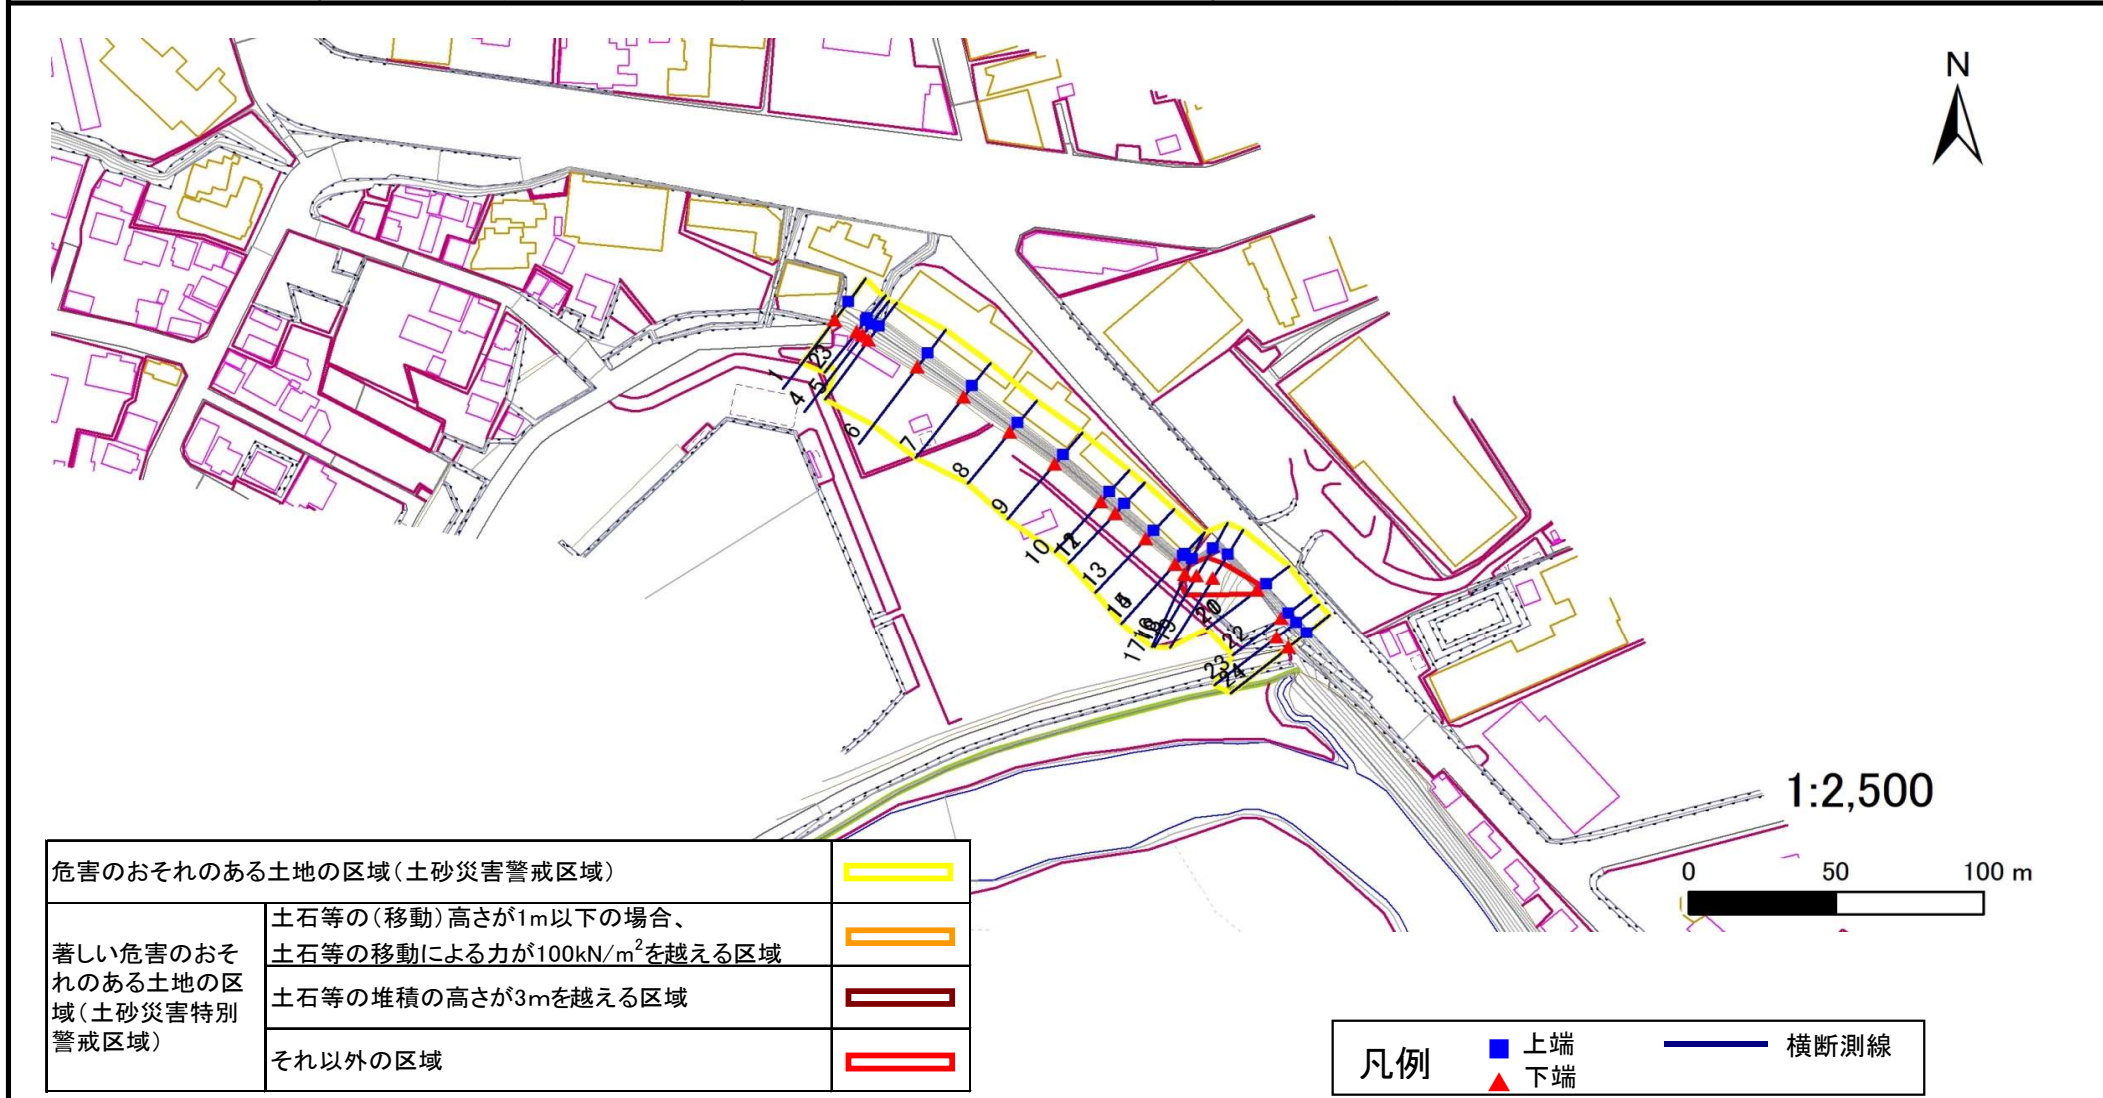 N
1
23
4
5
6
7
8
9
10
12
13
15
16
17
18
19
20
22
23
24
1:2,500
0 50 100 m
危害のおそれのある土地の区域(土砂災害警戒区域)
著しい危害のおそ
れのある土地の区
域(土砂災害特別
警戒区域)
土石等の(移動)高さが1m以下の場合、
土石等の移動による力が100kN/m²を越える区域
土石等の堆積の高さが3mを越える区域
それ以外の区域
凡例
上端
下端
横断測線